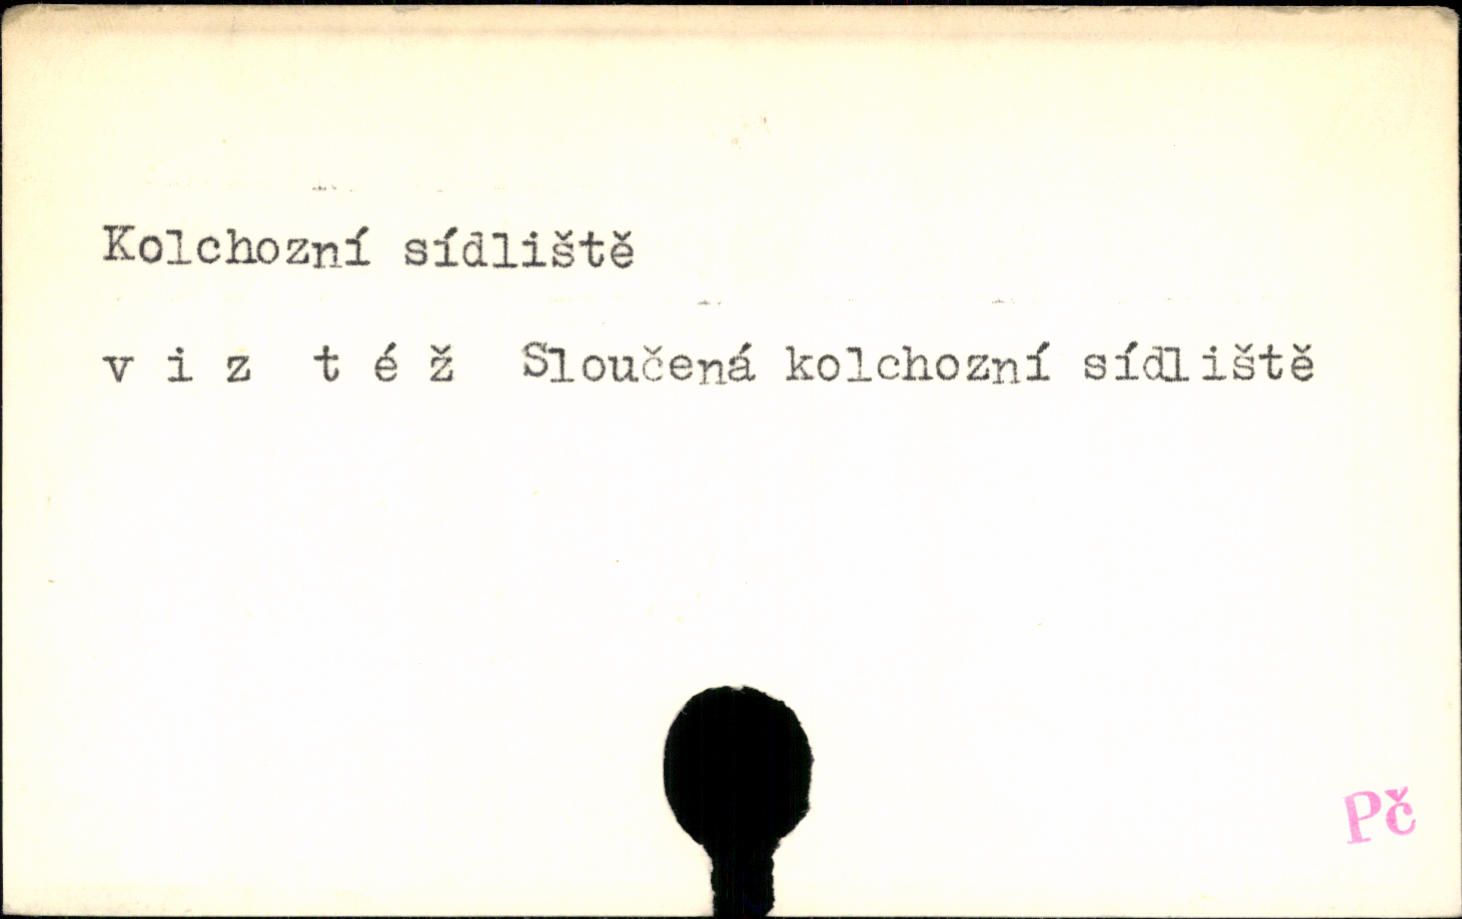 Kolchozní sídliště
v i z  t é ž  Sloučená kolchozní sídliště
Pč